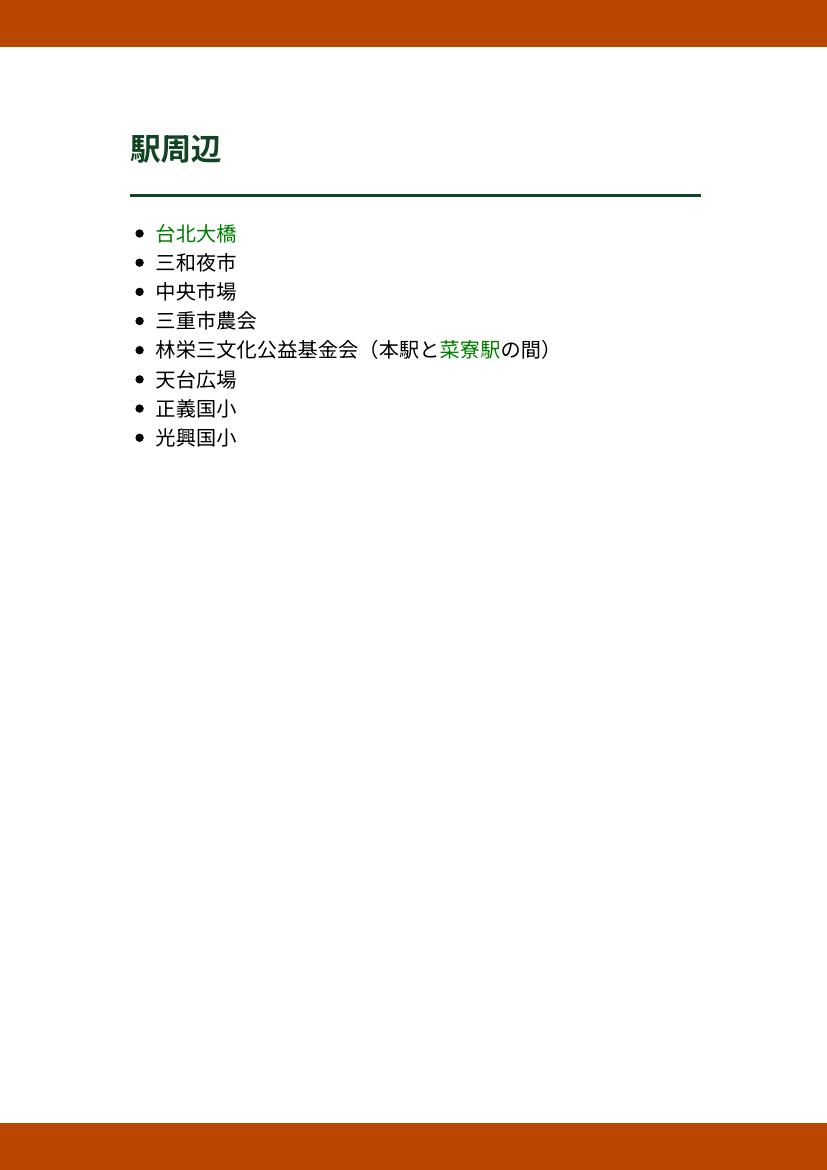 駅周辺
台北大橋
三和夜市
中央市場
三重市農会
林栄三文化公益基金会（本駅と菜寮駅の間）
天台広場
正義国小
光興国小